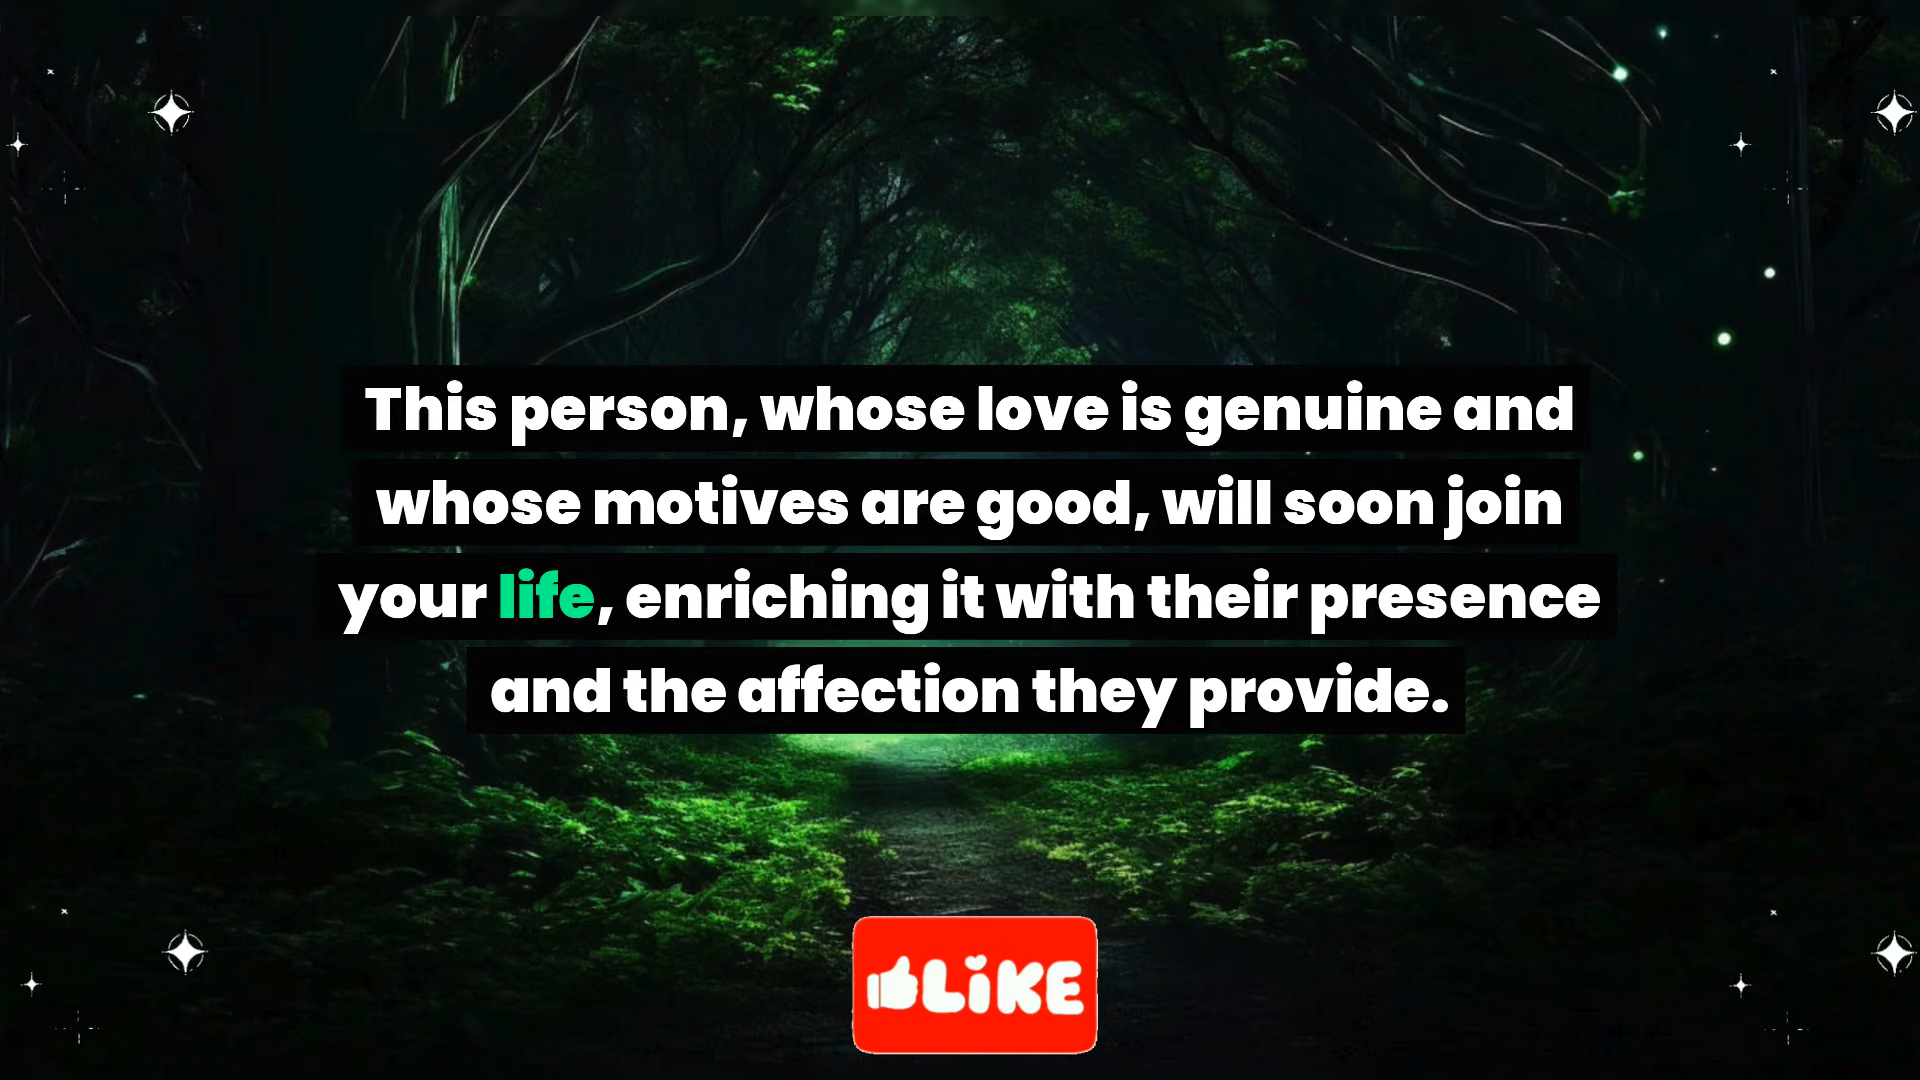 This person, whose love is genuine and
whose motives are good, will soon join
your life, enriching it with their presence
and the affection they provide.
LiKE